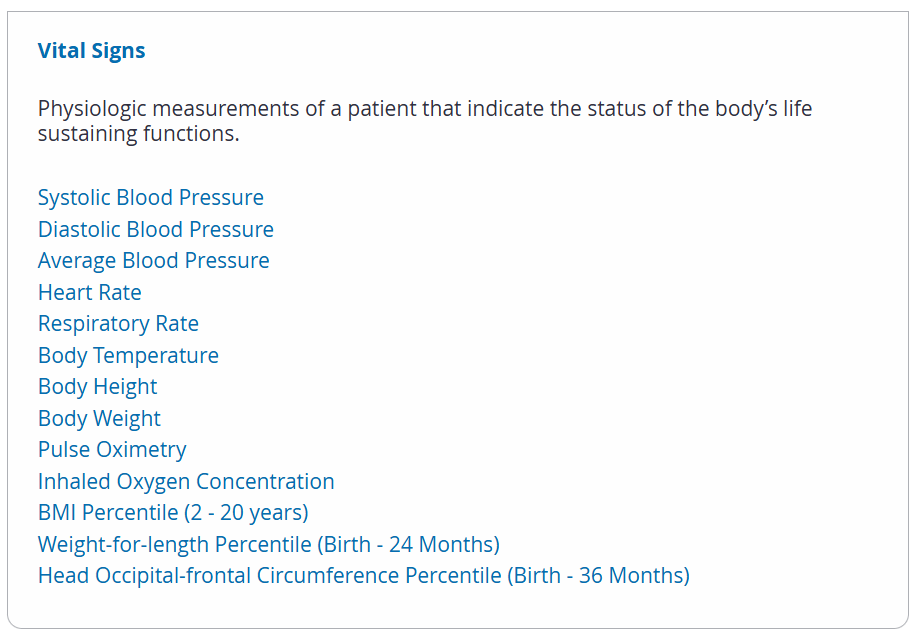 Vital Signs
Physiologic measurements of a patient that indicate the status of the body’s life
sustaining functions.
Systolic Blood Pressure
Diastolic Blood Pressure
Average Blood Pressure
Heart Rate
Respiratory Rate
Body Temperature
Body Height
Body Weight
Pulse Oximetry
Inhaled Oxygen Concentration
BMI Percentile (2 - 20 years)
Weight-for-length Percentile (Birth - 24 Months)
Head Occipital-frontal Circumference Percentile (Birth - 36 Months)